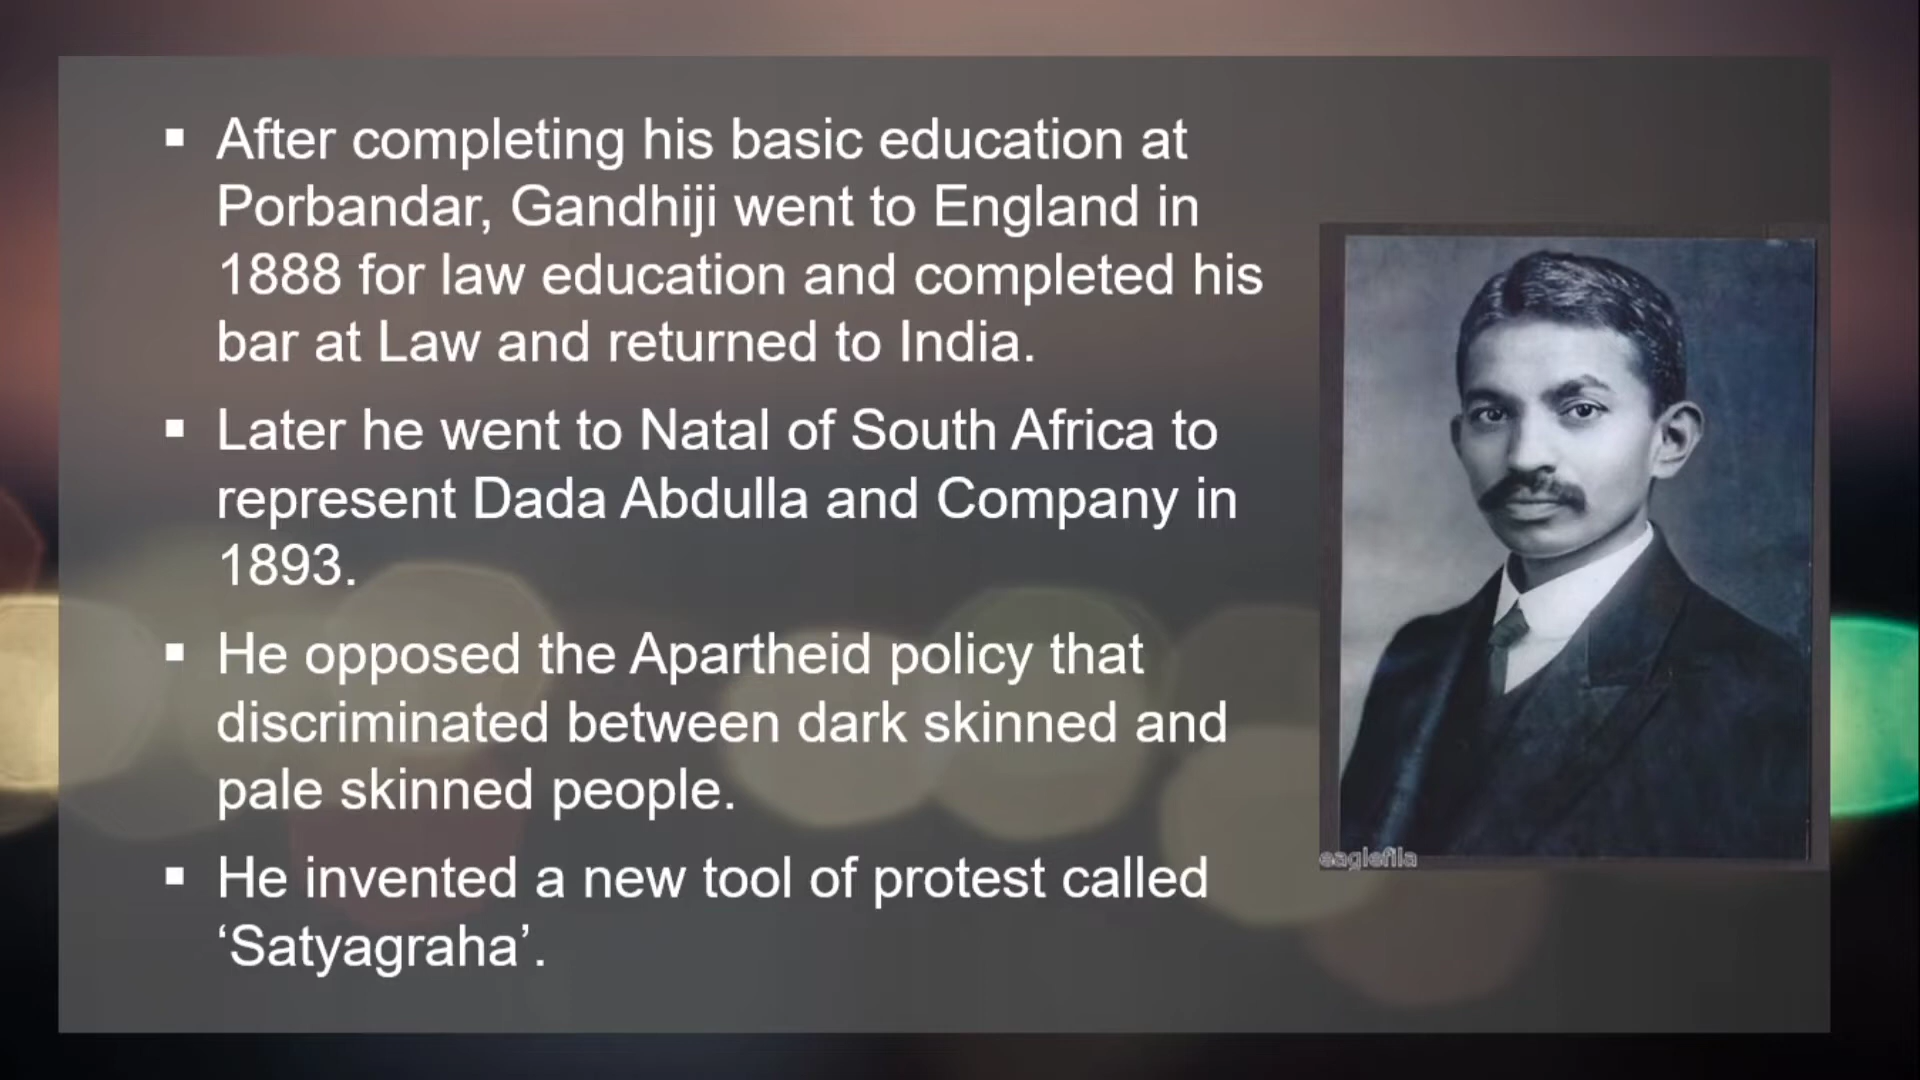 ▪ After completing his basic education at
Porbandar, Gandhiji went to England in
1888 for law education and completed his
bar at Law and returned to India.
▪ Later he went to Natal of South Africa to
represent Dada Abdulla and Company in
1893.
▪ He opposed the Apartheid policy that
discriminated between dark skinned and
pale skinned people.
▪ He invented a new tool of protest called
‘Satyagraha’.
eaglefila